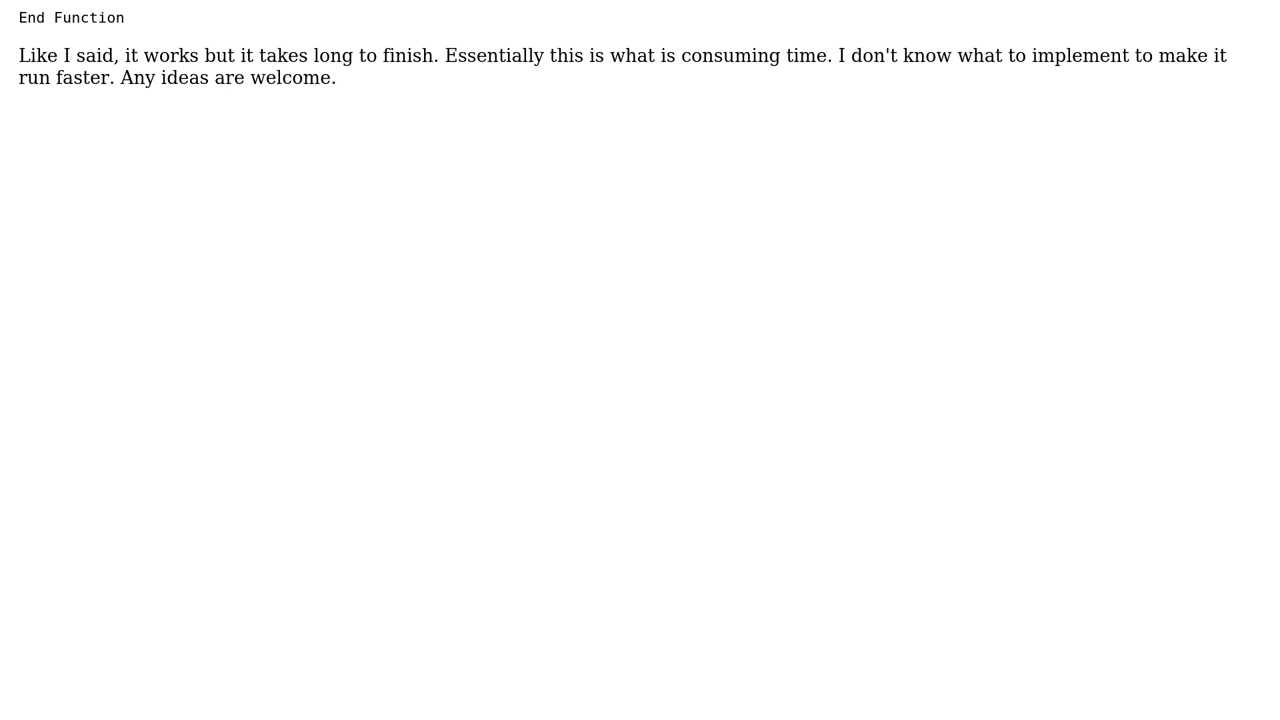 End Function
Like I said, it works but it takes long to finish. Essentially this is what is consuming time. I don't know what to implement to make it
run faster. Any ideas are welcome.